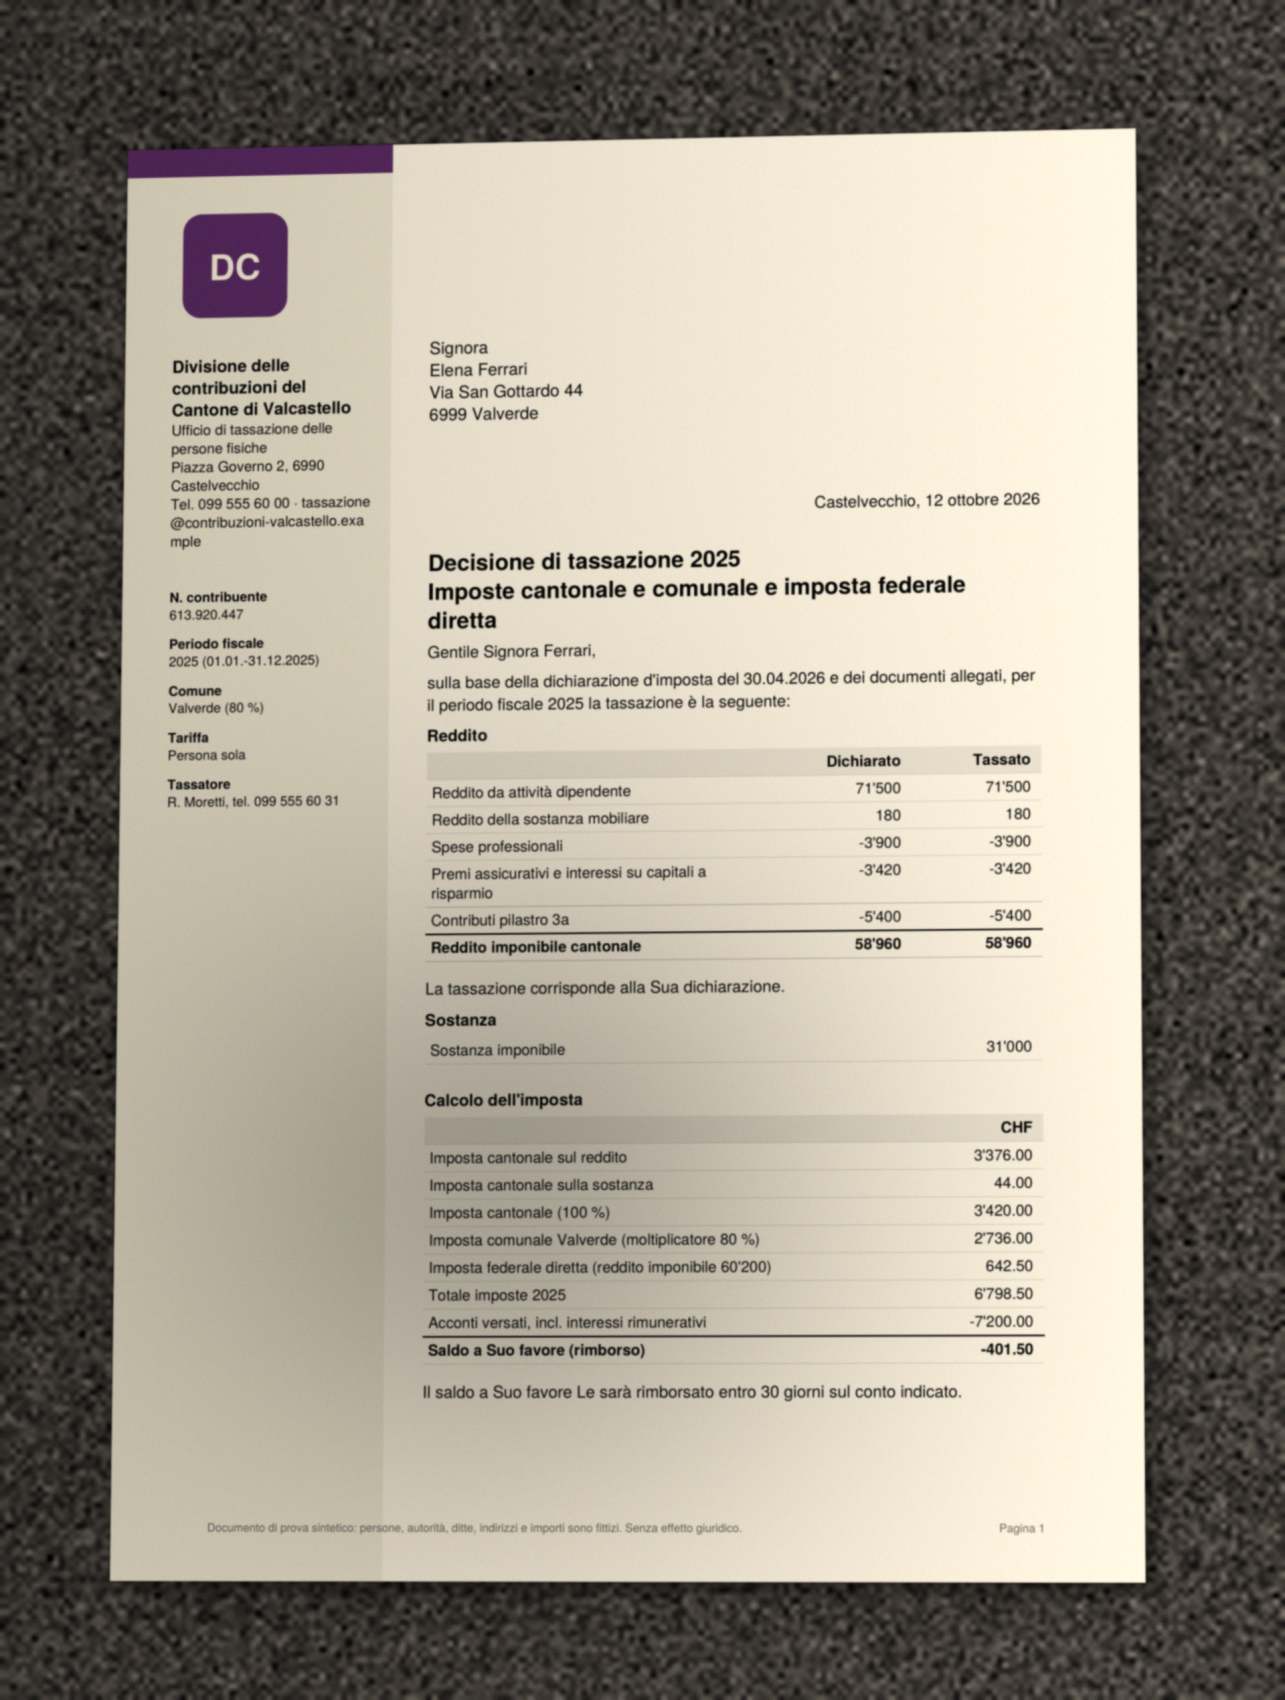 DC
Divisione delle
contribuzioni del
Cantone di Valcastello
Ufficio di tassazione delle
persone fisiche
Piazza Governo 2, 6990
Castelvecchio
Tel. 099 555 60 00 · tassazione
@contribuzioni-valcastello.exa
mple
N. contribuente
613.920.447
Periodo fiscale
2025 (01.01.-31.12.2025)
Comune
Valverde (80 %)
Tariffa
Persona sola
Tassatore
R. Moretti, tel. 099 555 60 31
Signora
Elena Ferrari
Via San Gottardo 44
6999 Valverde
Castelvecchio, 12 ottobre 2026
Decisione di tassazione 2025
Imposte cantonale e comunale e imposta federale
diretta
Gentile Signora Ferrari,
sulla base della dichiarazione d'imposta del 30.04.2026 e dei documenti allegati, per
il periodo fiscale 2025 la tassazione è la seguente:
Reddito
Dichiarato Tassato
Reddito da attività dipendente 71'500 71'500
Reddito della sostanza mobiliare 180 180
Spese professionali -3'900 -3'900
Premi assicurativi e interessi su capitali a -3'420 -3'420
risparmio
Contributi pilastro 3a -5'400 -5'400
Reddito imponibile cantonale 58'960 58'960
La tassazione corrisponde alla Sua dichiarazione.
Sostanza
Sostanza imponibile 31'000
Calcolo dell'imposta
CHF
Imposta cantonale sul reddito 3'376.00
Imposta cantonale sulla sostanza 44.00
Imposta cantonale (100 %) 3'420.00
Imposta comunale Valverde (moltiplicatore 80 %) 2'736.00
Imposta federale diretta (reddito imponibile 60'200) 642.50
Totale imposte 2025 6'798.50
Acconti versati, incl. interessi rimunerativi -7'200.00
Saldo a Suo favore (rimborso) -401.50
Il saldo a Suo favore Le sarà rimborsato entro 30 giorni sul conto indicato.
Documento di prova sintetico: persone, autorità, ditte, indirizzi e importi sono fittizi. Senza effetto giuridico. Pagina 1